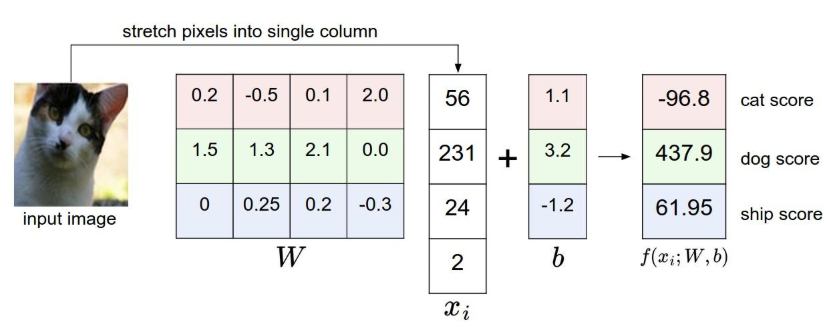 stretch pixels into single column
0.2 -0.5 0.1 2.0 56 1.1 -96.8 cat score
1.5 1.3 2.1 0.0 231 + 3.2 437.9 dog score
0 0.25 0.2 -0.3 24 -1.2 61.95 ship score
input image
W 2 b f(xᵢ; W, b)
xᵢ